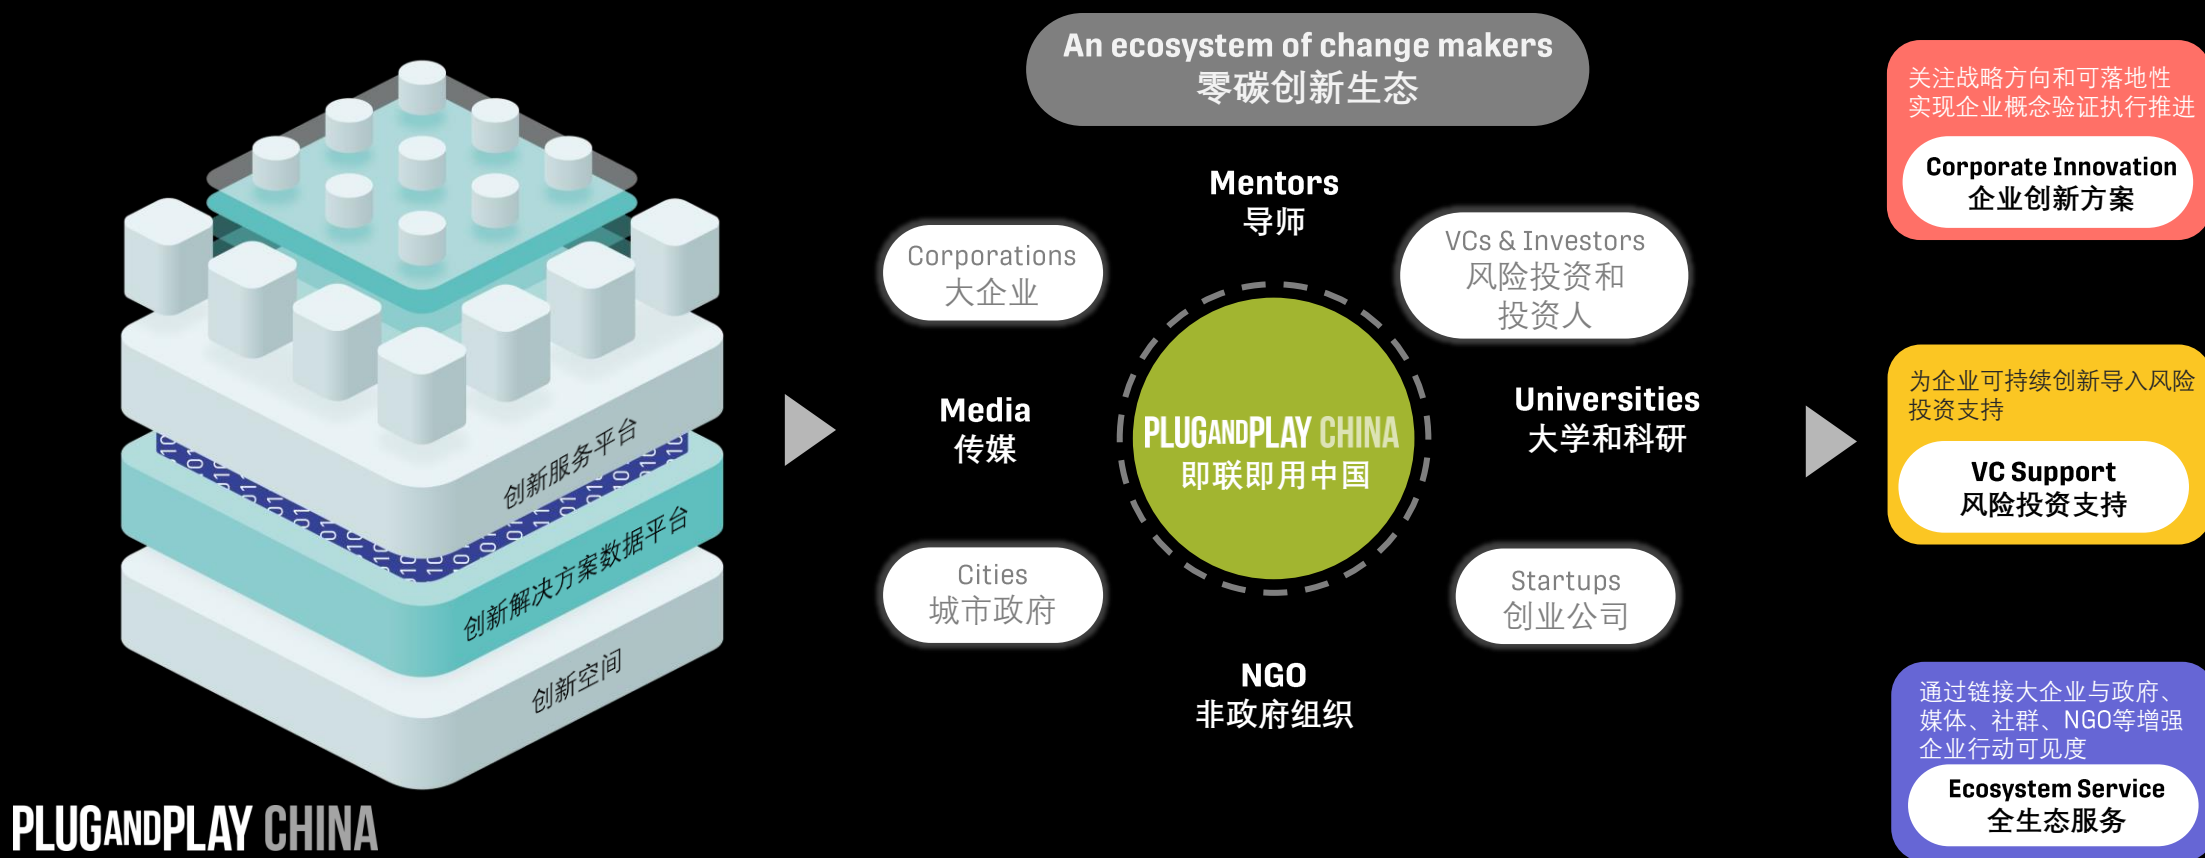 创新服务平台
创新解决方案数据平台
创新空间
PLUGANDPLAY CHINA
An ecosystem of change makers
零碳创新生态
Mentors
导师
Corporations
大企业
VCs & Investors
风险投资和
投资人
Media
传媒
PLUGANDPLAY CHINA
即联即用中国
Universities
大学和科研
Cities
城市政府
Startups
创业公司
NGO
非政府组织
关注战略方向和可落地性
实现企业概念验证执行推进
Corporate Innovation
企业创新方案
为企业可持续创新导入风险
投资支持
VC Support
风险投资支持
通过链接大企业与政府、
媒体、社群、NGO等增强
企业行动可见度
Ecosystem Service
全生态服务